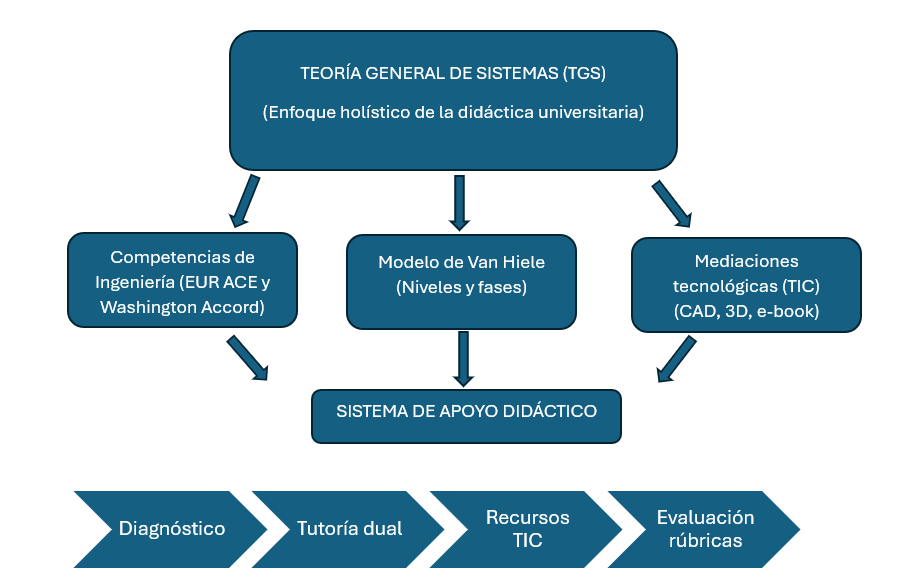 TEORÍA GENERAL DE SISTEMAS (TGS)
(Enfoque holístico de la didáctica universitaria)
Competencias de
Ingeniería (EUR ACE y
Washington Accord)
Modelo de Van Hiele
(Niveles y fases)
Mediaciones
tecnológicas (TIC)
(CAD, 3D, e-book)
SISTEMA DE APOYO DIDÁCTICO
Diagnóstico
Tutoría dual
Recursos
TIC
Evaluación
rúbricas